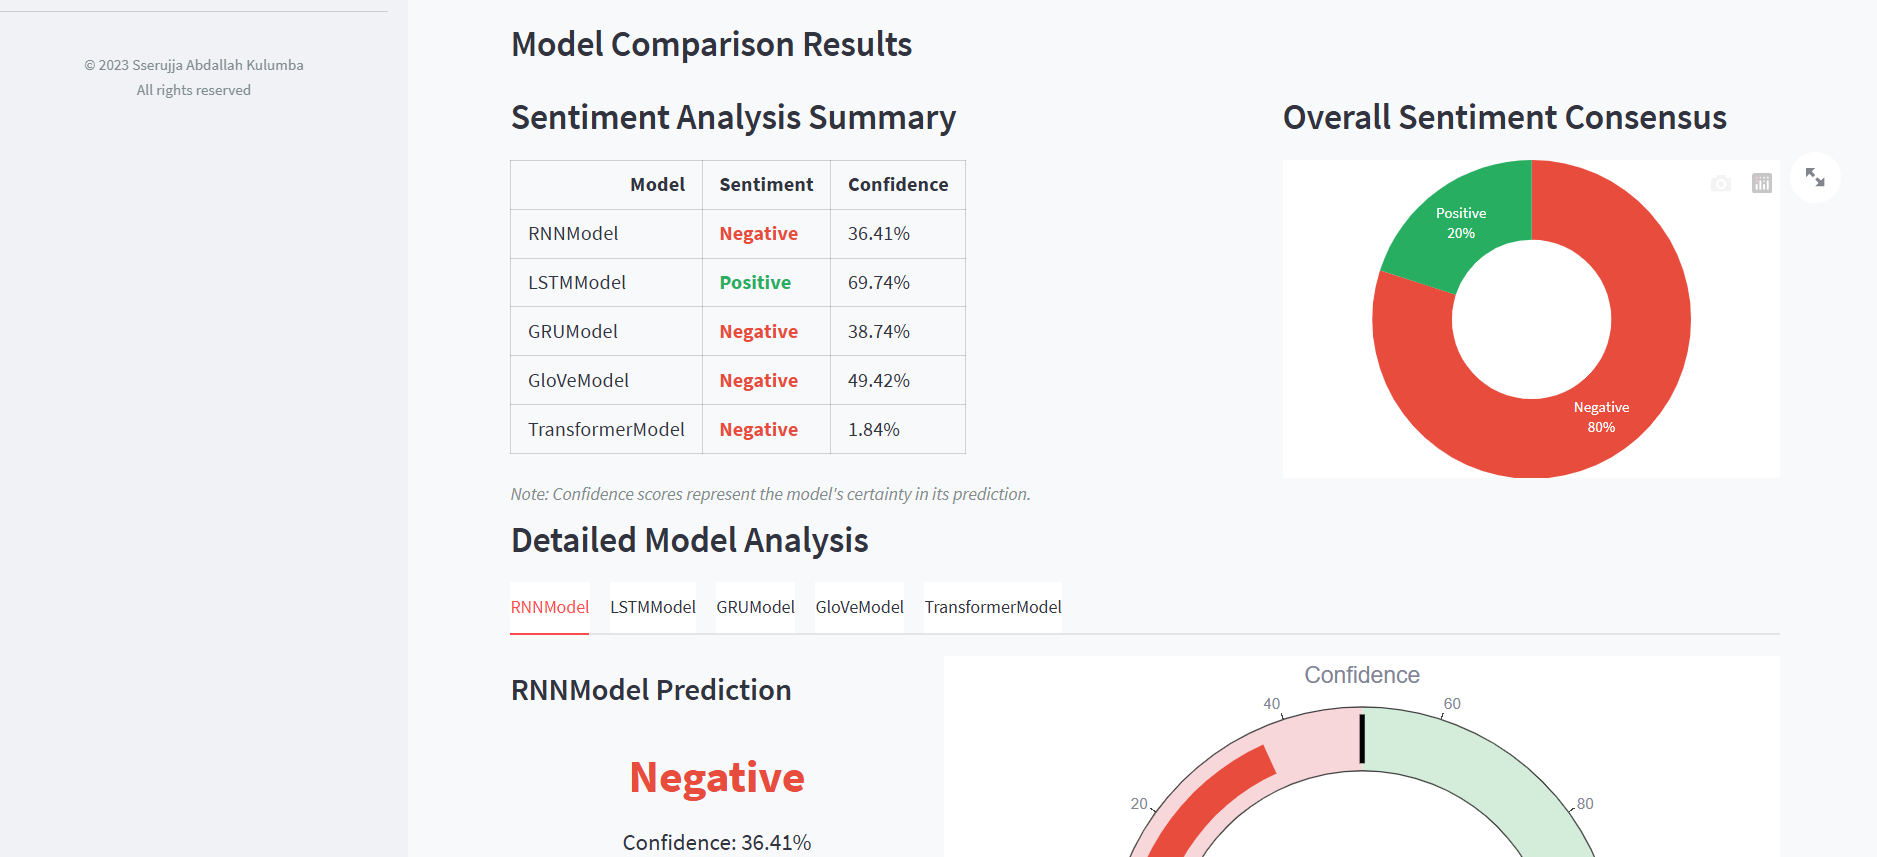 © 2023 Sserujja Abdallah Kulumba
All rights reserved
Model Comparison Results
Sentiment Analysis Summary
Model Sentiment Confidence
RNNModel Negative 36.41%
LSTMModel Positive 69.74%
GRUModel Negative 38.74%
GloVeModel Negative 49.42%
TransformerModel Negative 1.84%
Note: Confidence scores represent the model's certainty in its prediction.
Overall Sentiment Consensus
Positive
20%
Negative
80%
Detailed Model Analysis
RNNModel LSTMModel GRUModel GloVeModel TransformerModel
RNNModel Prediction
Negative
Confidence: 36.41%
Confidence
40 60
20 80